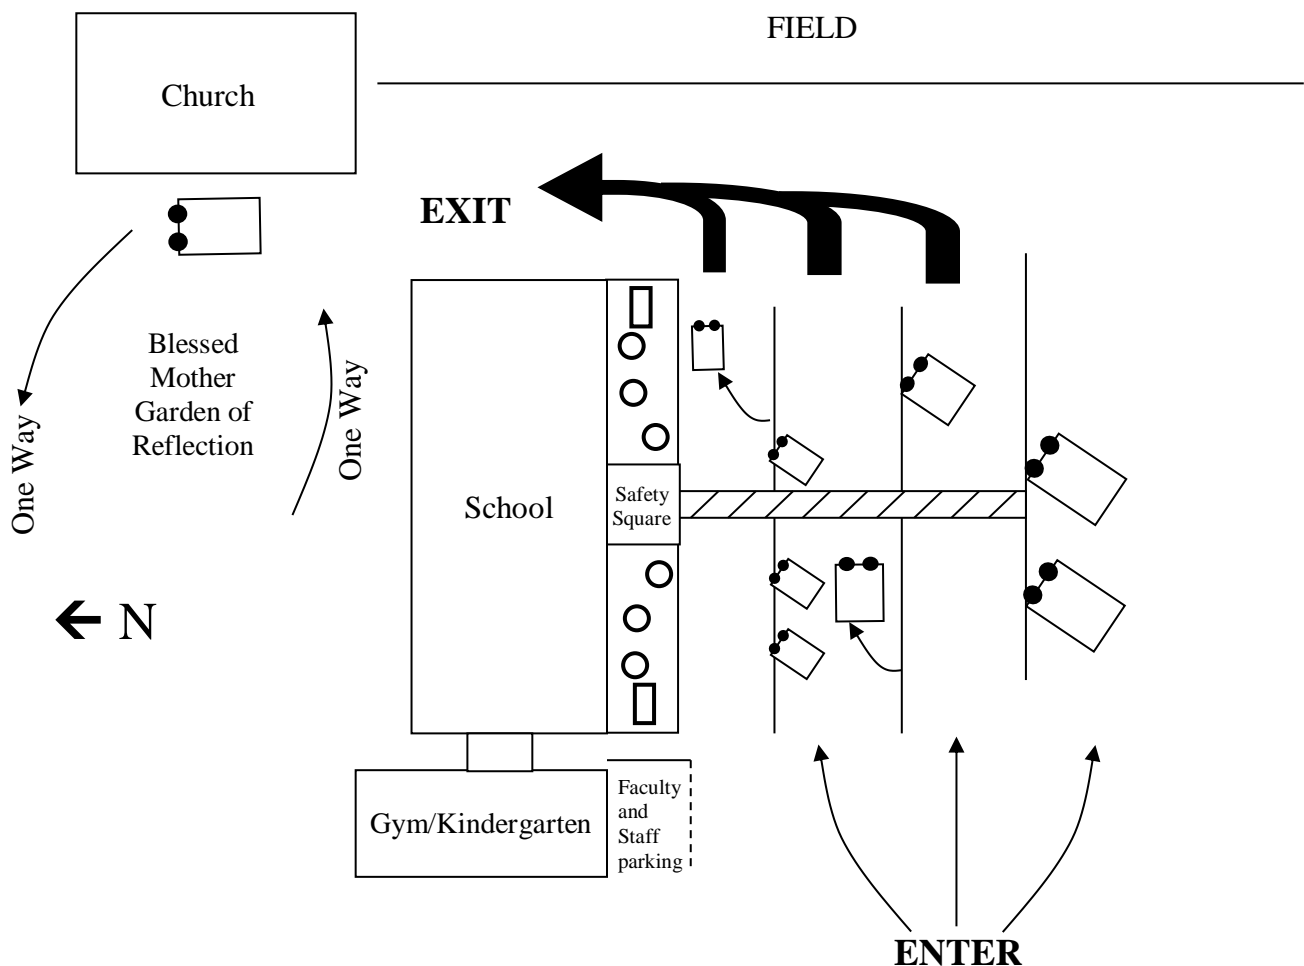 FIELD
Church
EXIT
Blessed
Mother
Garden of
Reflection
One Way
One Way
School
Safety
Square
← N
Gym/Kindergarten
Faculty
and
Staff
parking
ENTER